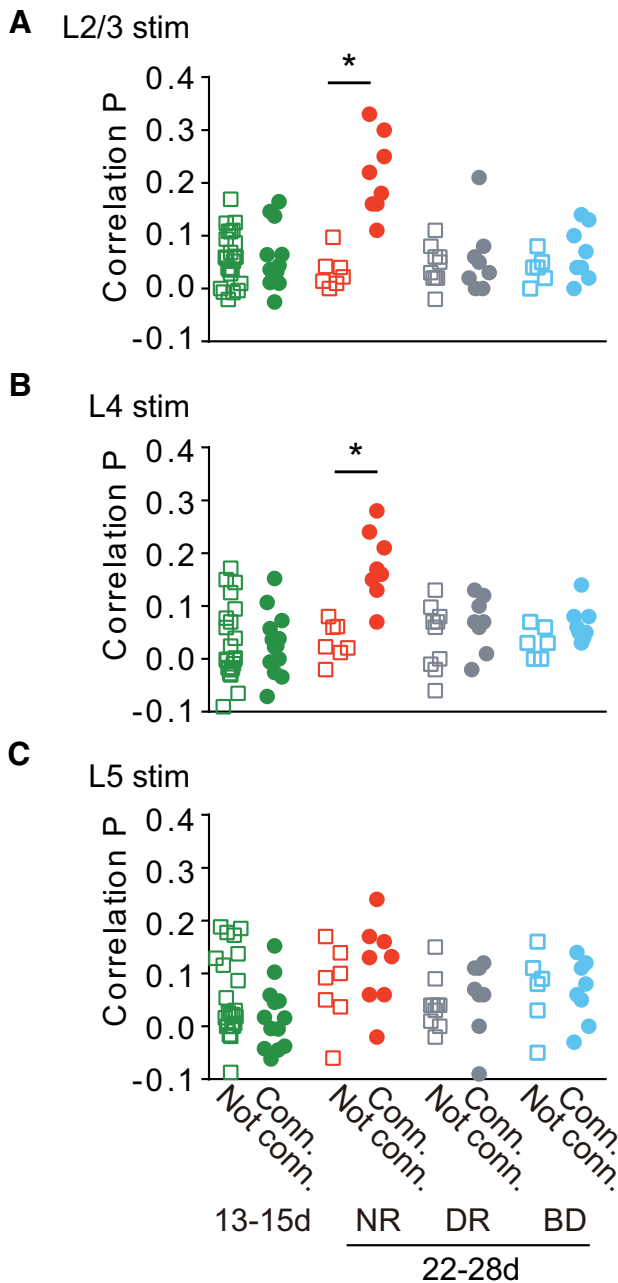 A L2/3 stim
*
Correlation P
0.4
0.3
0.2
0.1
0.0
-0.1
B L4 stim
*
Correlation P
0.4
0.3
0.2
0.1
0.0
-0.1
C L5 stim
Correlation P
0.4
0.3
0.2
0.1
0.0
-0.1
Not conn. Conn. Not conn. Conn. Not conn. Conn. Not conn. Conn.
13-15d NR DR BD
22-28d